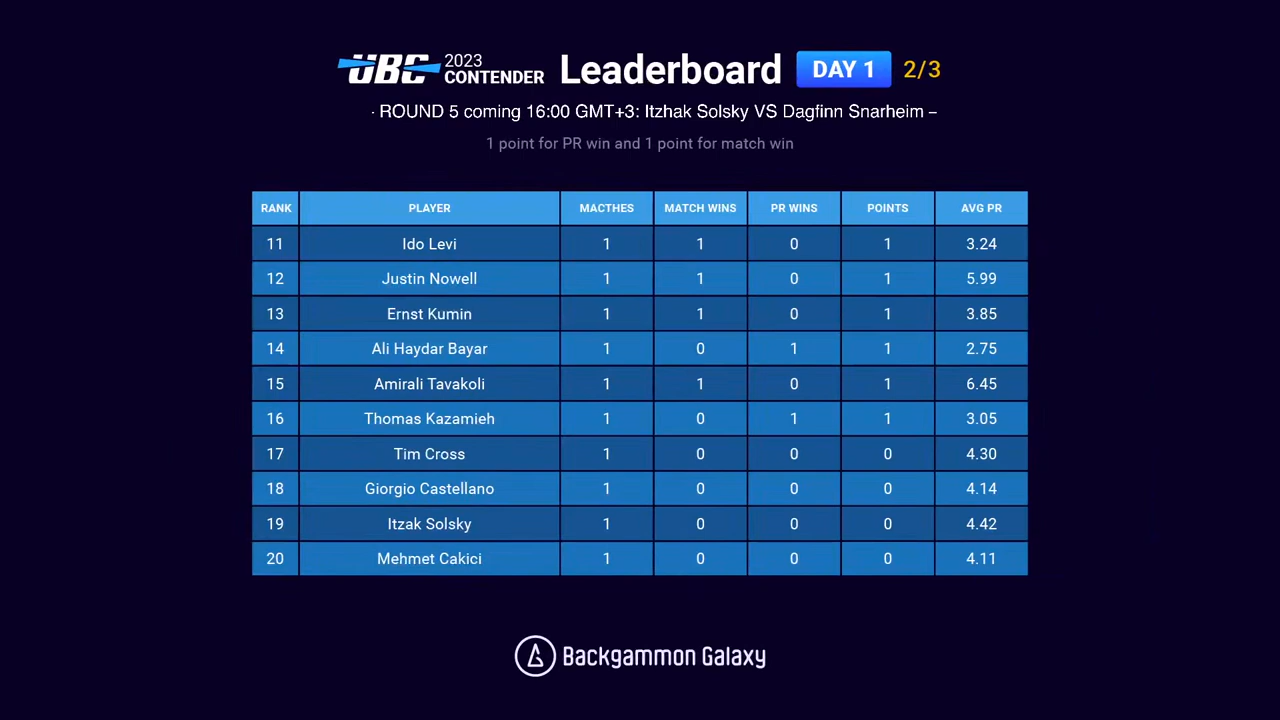 UBC 2023 CONTENDER Leaderboard DAY 1 2/3
· ROUND 5 coming 16:00 GMT+3: Itzhak Solsky VS Dagfinn Snarheim –
1 point for PR win and 1 point for match win
RANK PLAYER MACTHES MATCH WINS PR WINS POINTS AVG PR
11 Ido Levi 1 1 0 1 3.24
12 Justin Nowell 1 1 0 1 5.99
13 Ernst Kumin 1 1 0 1 3.85
14 Ali Haydar Bayar 1 0 1 1 2.75
15 Amirali Tavakoli 1 1 0 1 6.45
16 Thomas Kazamieh 1 0 1 1 3.05
17 Tim Cross 1 0 0 0 4.30
18 Giorgio Castellano 1 0 0 0 4.14
19 Itzak Solsky 1 0 0 0 4.42
20 Mehmet Cakici 1 0 0 0 4.11
Backgammon Galaxy